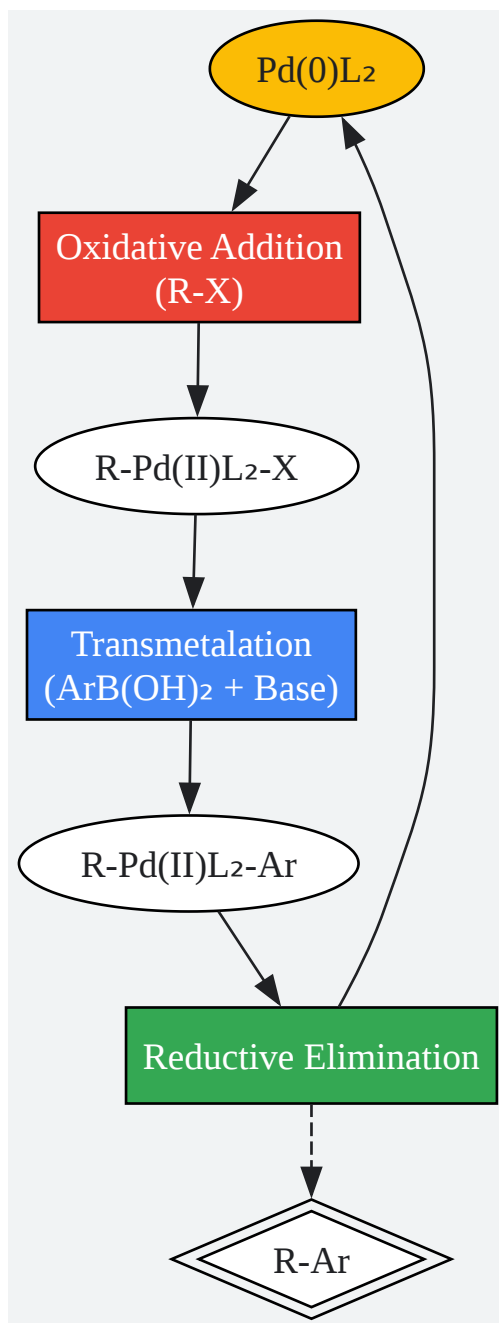 Pd(0)L₂
Oxidative Addition
(R-X)
R-Pd(II)L₂-X
Transmetalation
(ArB(OH)₂ + Base)
R-Pd(II)L₂-Ar
Reductive Elimination
R-Ar